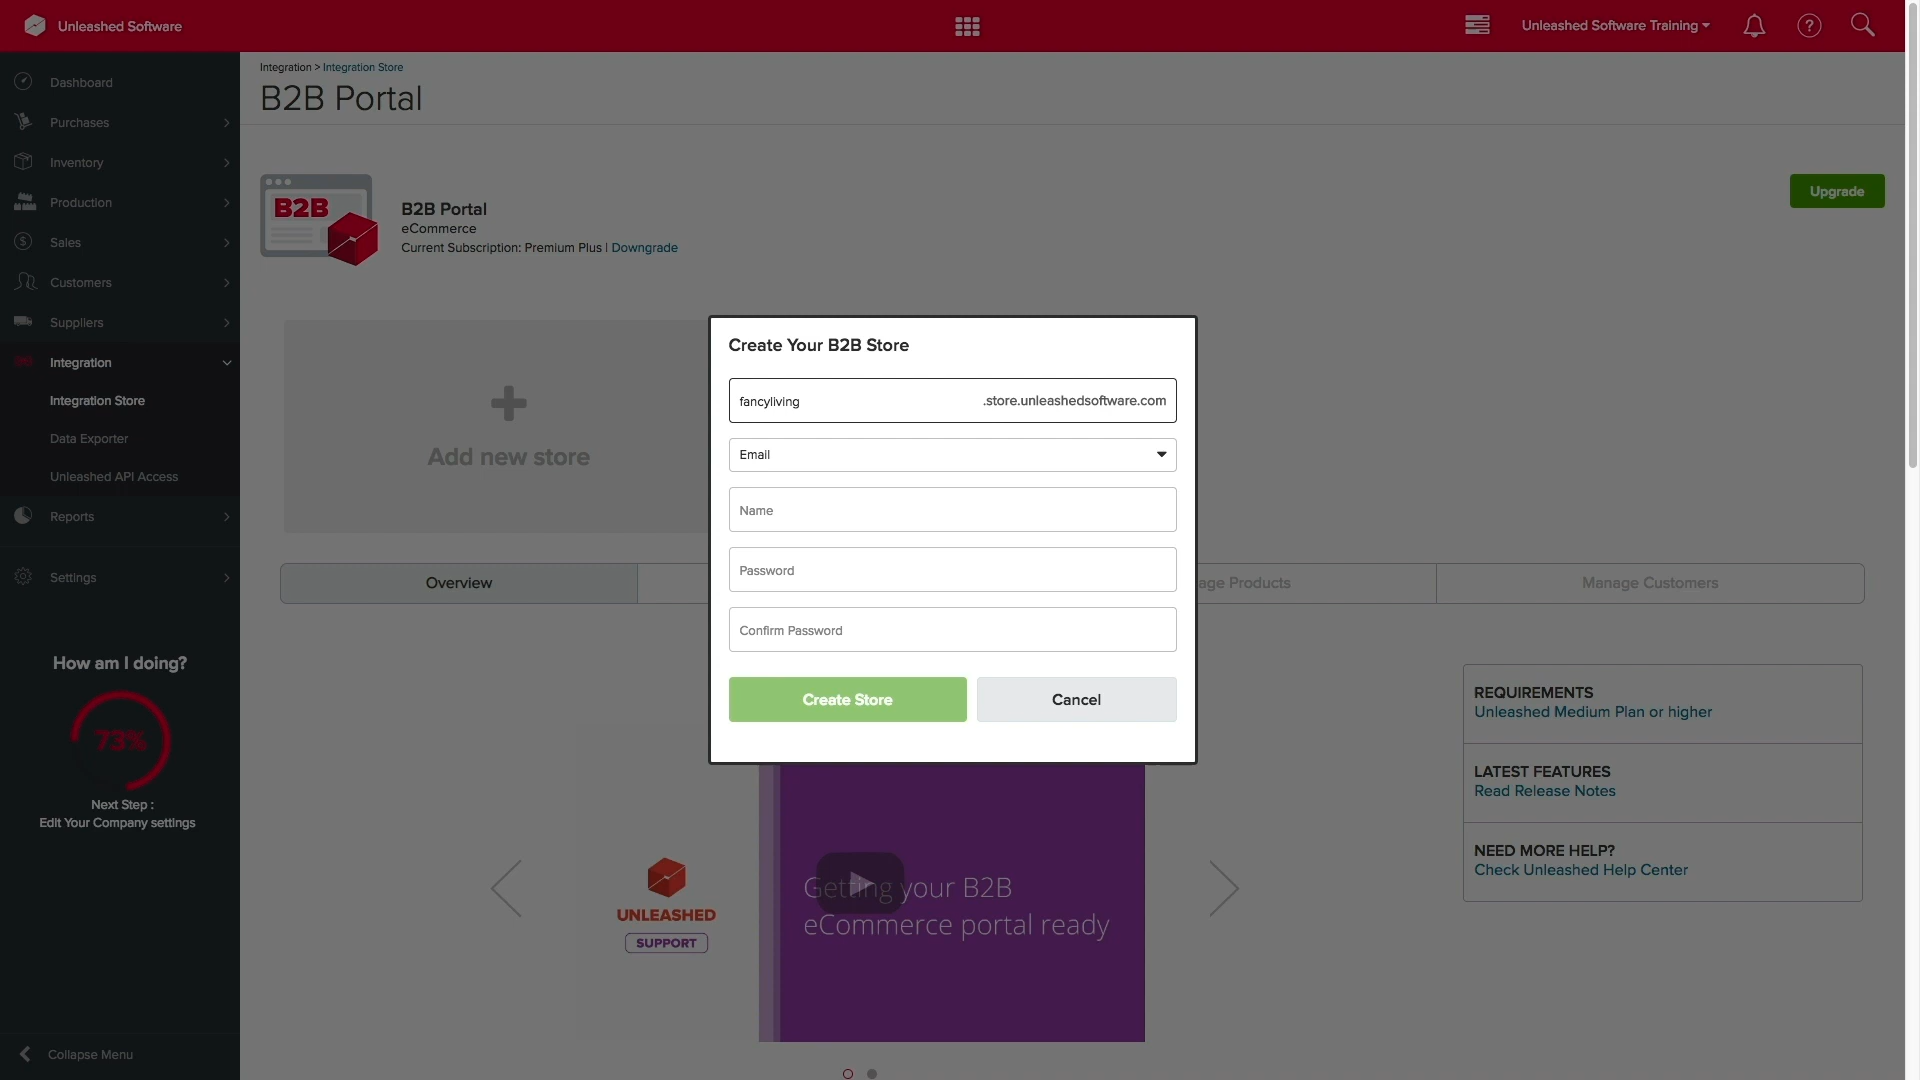 Unleashed Software
Unleashed Software Training
Dashboard
Purchases
Inventory
Production
Sales
Customers
Suppliers
Integration
Integration Store
Data Exporter
Unleashed API Access
Reports
Settings
How am I doing?
73%
Next Step :
Edit Your Company settings
Collapse Menu
Integration > Integration Store
B2B Portal
B2B
B2B Portal
eCommerce
Current Subscription: Premium Plus | Downgrade
Upgrade
Add new store
Create Your B2B Store
fancyliving .store.unleashedsoftware.com
Email
Name
Password
Confirm Password
Create Store Cancel
Overview
age Products
Manage Customers
UNLEASHED
SUPPORT
Getting your B2B
eCommerce portal ready
REQUIREMENTS
Unleashed Medium Plan or higher
LATEST FEATURES
Read Release Notes
NEED MORE HELP?
Check Unleashed Help Center